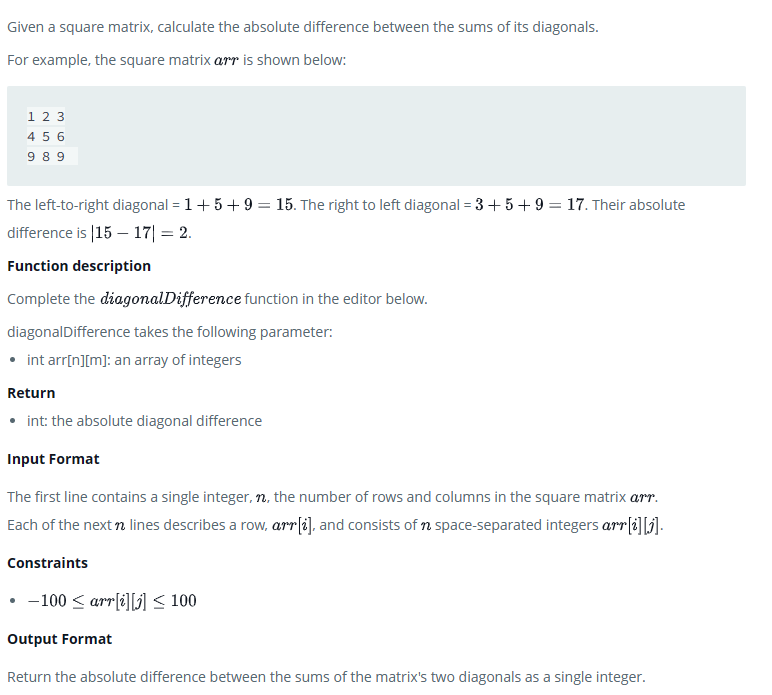 Given a square matrix, calculate the absolute difference between the sums of its diagonals.
For example, the square matrix arr is shown below:
1 2 3
4 5 6
9 8 9
The left-to-right diagonal = 1 + 5 + 9 = 15. The right to left diagonal = 3 + 5 + 9 = 17. Their absolute
difference is |15 − 17| = 2.
Function description
Complete the diagonalDifference function in the editor below.
diagonalDifference takes the following parameter:
• int arr[n][m]: an array of integers
Return
• int: the absolute diagonal difference
Input Format
The first line contains a single integer, n, the number of rows and columns in the square matrix arr.
Each of the next n lines describes a row, arr[i], and consists of n space-separated integers arr[i][j].
Constraints
• −100 ≤ arr[i][j] ≤ 100
Output Format
Return the absolute difference between the sums of the matrix's two diagonals as a single integer.